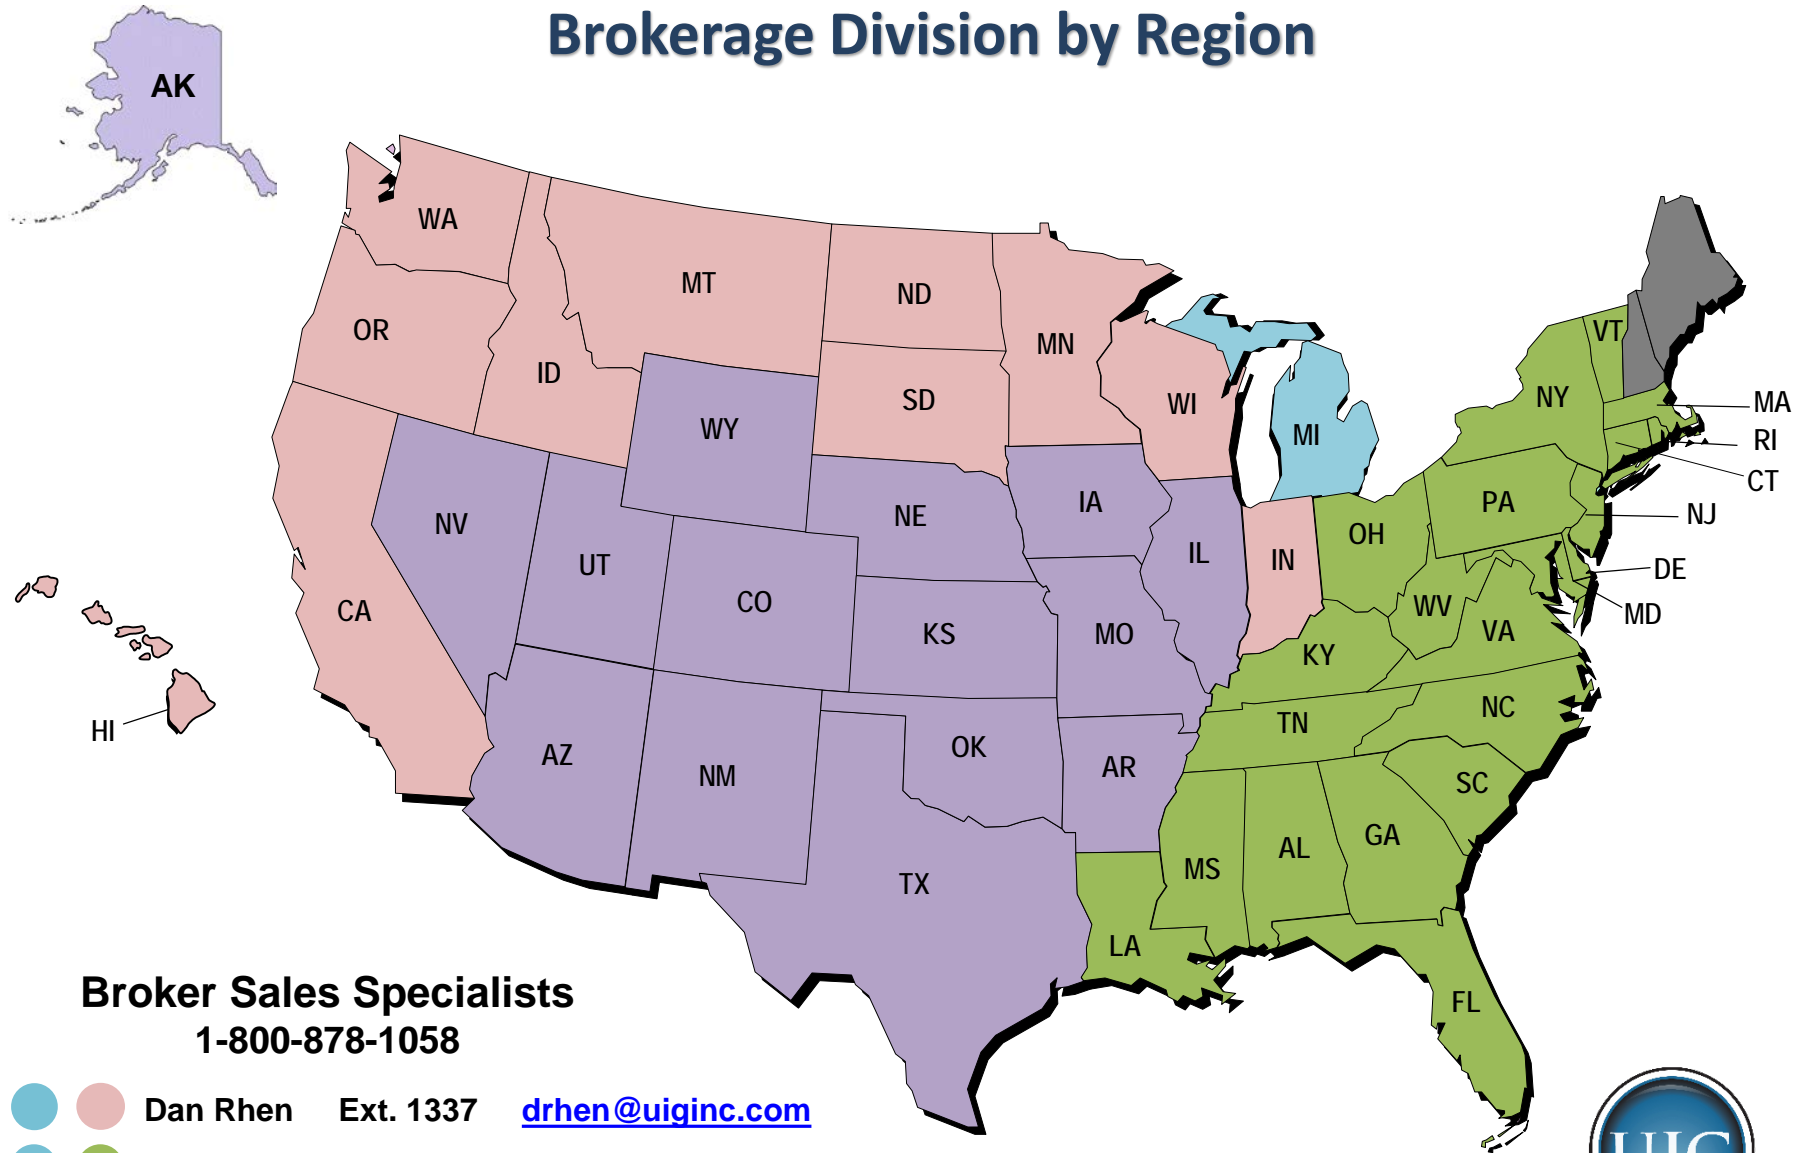 Brokerage Division by Region
AK
WA
MT
ND
MN
OR
ID
SD
WI
MI
VT
NY
MA
RI
CT
WY
NV
UT
NE
IA
IL
IN
OH
PA
NJ
DE
MD
CA
CO
KS
MO
KY
WV
VA
HI
AZ
NM
OK
AR
TN
NC
SC
TX
LA
MS
AL
GA
FL
Broker Sales Specialists
1-800-878-1058
Dan Rhen Ext. 1337 drhen@uiginc.com
UIG